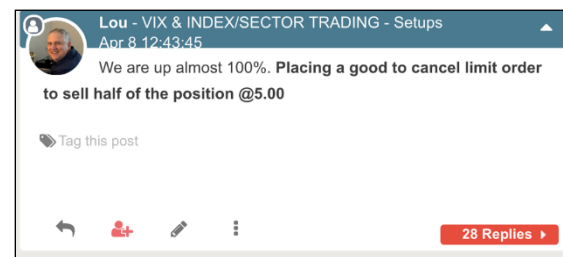 Lou - VIX & INDEX/SECTOR TRADING - Setups
Apr 8 12:43:45
We are up almost 100%. Placing a good to cancel limit order
to sell half of the position @5.00
Tag this post
28 Replies